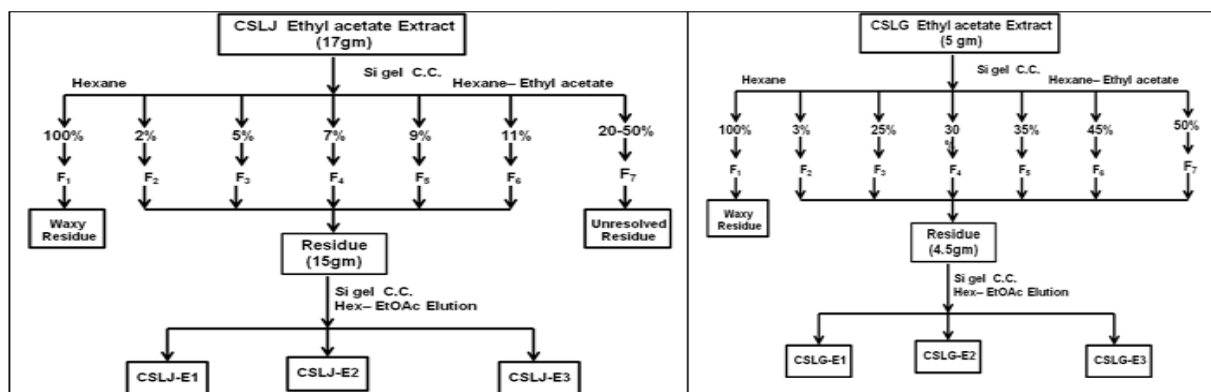 CSLJ Ethyl acetate Extract
(17gm)
Si gel C.C.
Hexane
Hexane– Ethyl acetate
100% 2% 5% 7% 9% 11% 20-50%
F1 F2 F3 F4 F5 F6 F7
Waxy
Residue
Unresolved
Residue
Residue
(15gm)
Si gel C.C.
Hex– EtOAc Elution
CSLJ-E1 CSLJ-E2 CSLJ-E3
CSLG Ethyl acetate Extract
(5 gm)
Si gel C.C.
Hexane
Hexane– Ethyl acetate
100% 3% 25% 30 35% 45% 50%
%
F1 F2 F3 F4 F5 F6 F7
Waxy
Residue
Residue
(4.5gm)
Si gel C.C.
Hex– EtOAc Elution
CSLG-E1 CSLG-E2 CSLG-E3